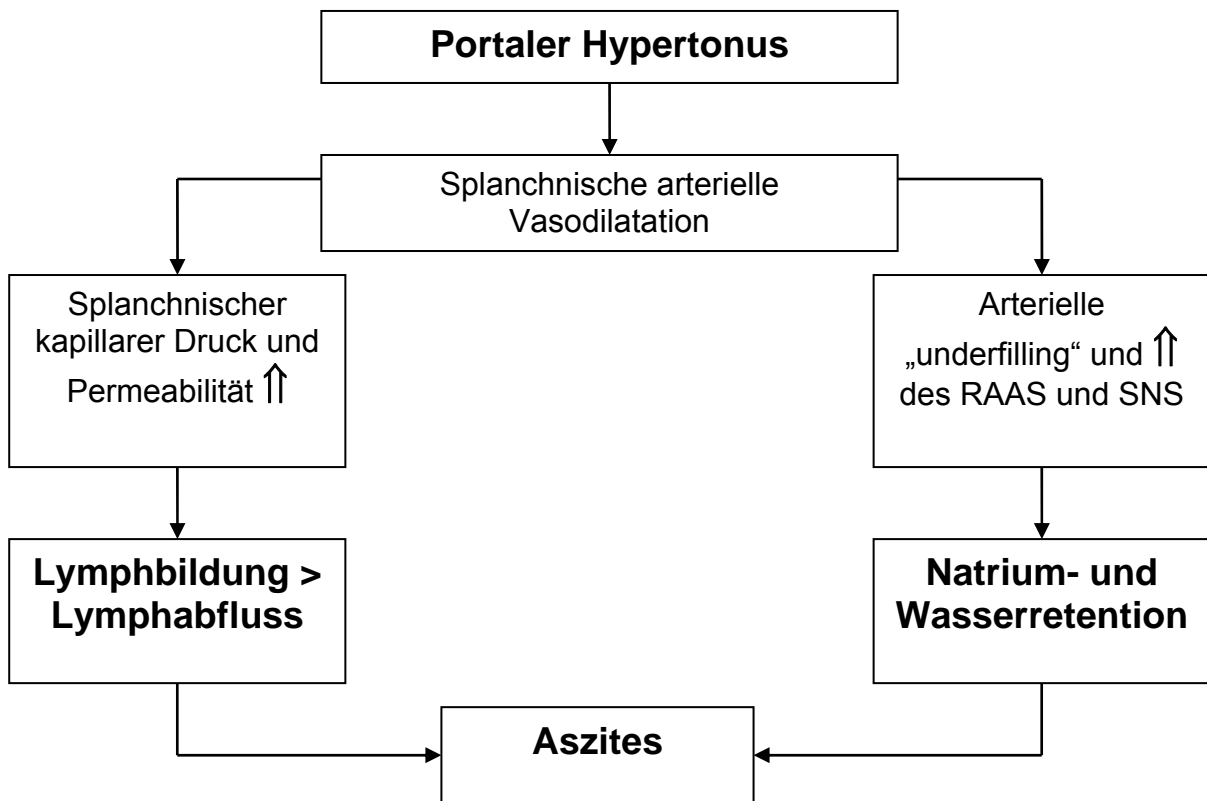 Portaler Hypertonus
Splanchnische arterielle
Vasodilatation
Splanchnischer
kapillarer Druck und
Permeabilität ⇑
Arterielle
„underfilling“ und ⇑
des RAAS und SNS
Lymphbildung >
Lymphabfluss
Natrium- und
Wasserretention
Aszites